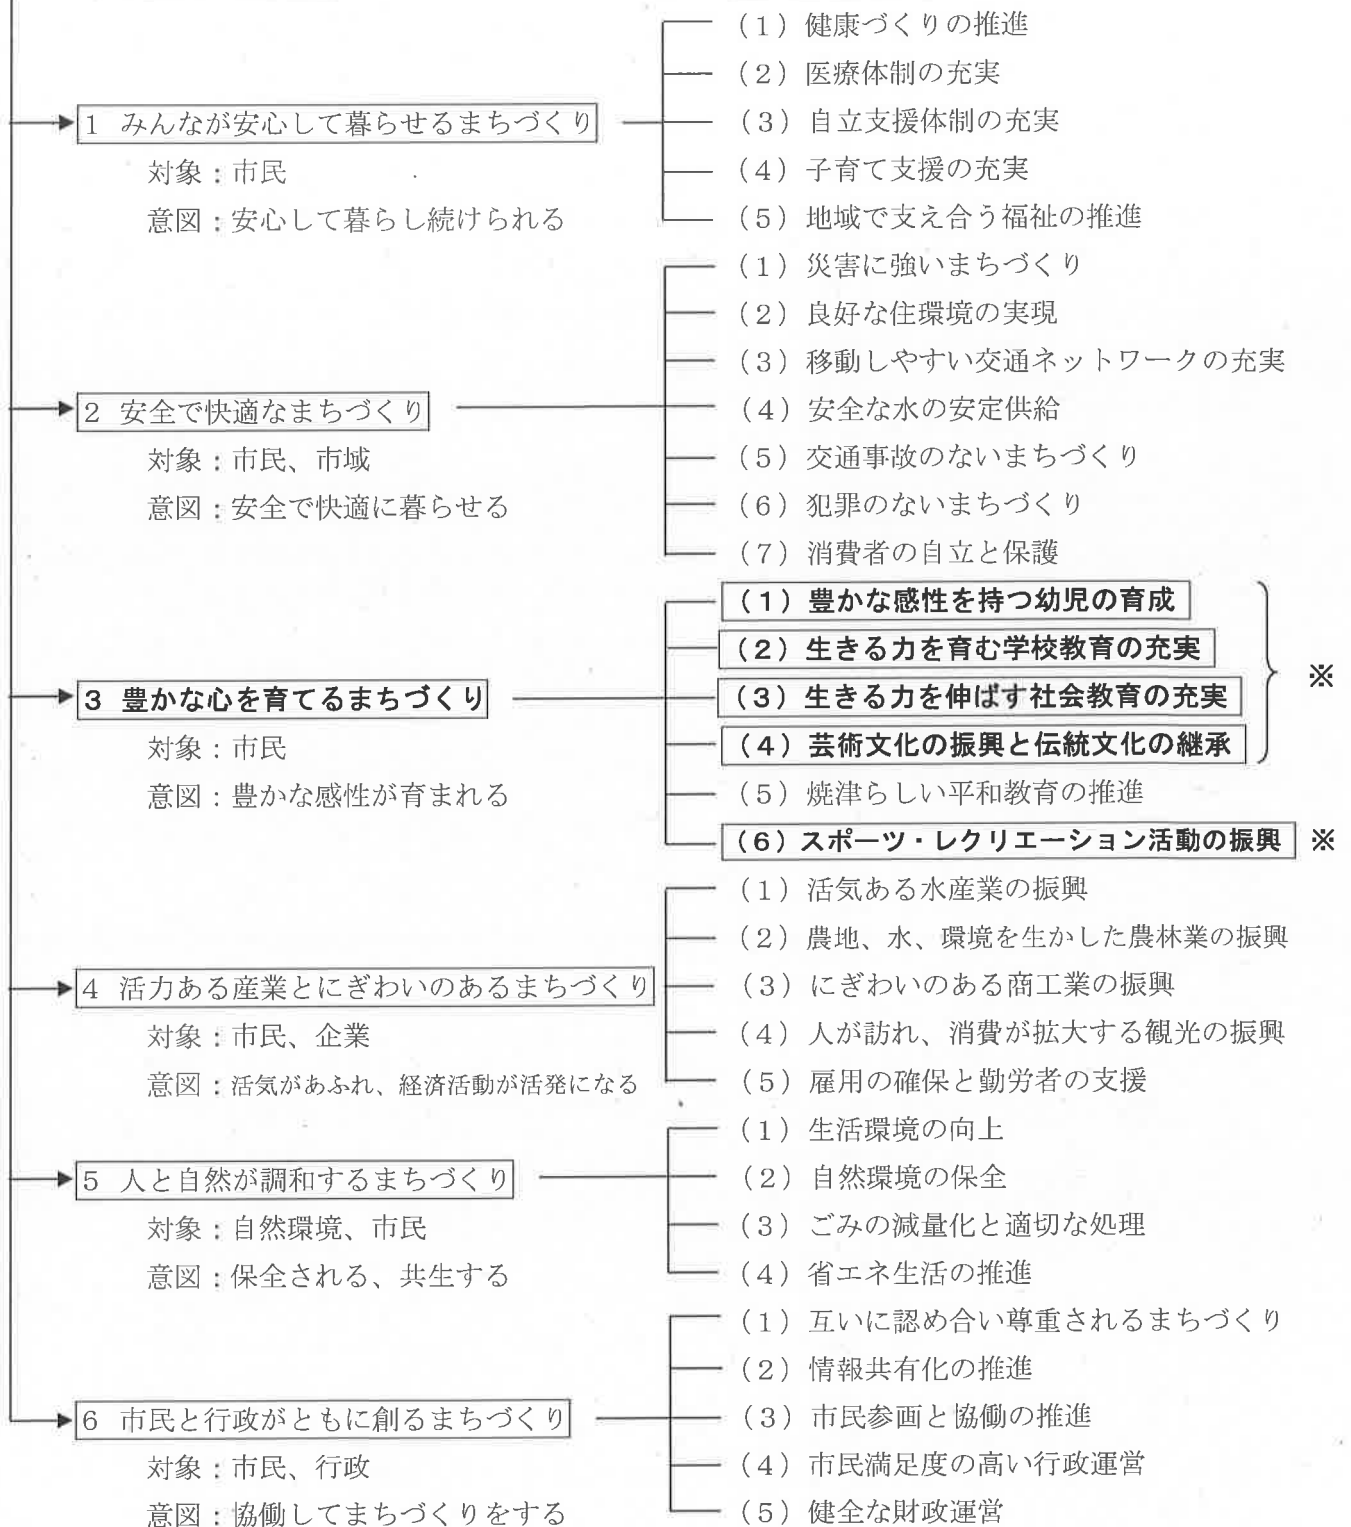 1 みんなが安心して暮らせるまちづくり
対象：市民
意図：安心して暮らし続けられる
（1）健康づくりの推進
（2）医療体制の充実
（3）自立支援体制の充実
（4）子育て支援の充実
（5）地域で支え合う福祉の推進
2 安全で快適なまちづくり
対象：市民、市域
意図：安全で快適に暮らせる
（1）災害に強いまちづくり
（2）良好な住環境の実現
（3）移動しやすい交通ネットワークの充実
（4）安全な水の安定供給
（5）交通事故のないまちづくり
（6）犯罪のないまちづくり
（7）消費者の自立と保護
3 豊かな心を育てるまちづくり
対象：市民
意図：豊かな感性が育まれる
（1）豊かな感性を持つ幼児の育成
（2）生きる力を育む学校教育の充実
（3）生きる力を伸ばす社会教育の充実
（4）芸術文化の振興と伝統文化の継承
※
（5）焼津らしい平和教育の推進
（6）スポーツ・レクリエーション活動の振興 ※
4 活力ある産業とにぎわいのあるまちづくり
対象：市民、企業
意図：活気があふれ、経済活動が活発になる
（1）活気ある水産業の振興
（2）農地、水、環境を生かした農林業の振興
（3）にぎわいのある商工業の振興
（4）人が訪れ、消費が拡大する観光の振興
（5）雇用の確保と勤労者の支援
5 人と自然が調和するまちづくり
対象：自然環境、市民
意図：保全される、共生する
（1）生活環境の向上
（2）自然環境の保全
（3）ごみの減量化と適切な処理
（4）省エネ生活の推進
6 市民と行政がともに創るまちづくり
対象：市民、行政
意図：協働してまちづくりをする
（1）互いに認め合い尊重されるまちづくり
（2）情報共有化の推進
（3）市民参画と協働の推進
（4）市民満足度の高い行政運営
（5）健全な財政運営